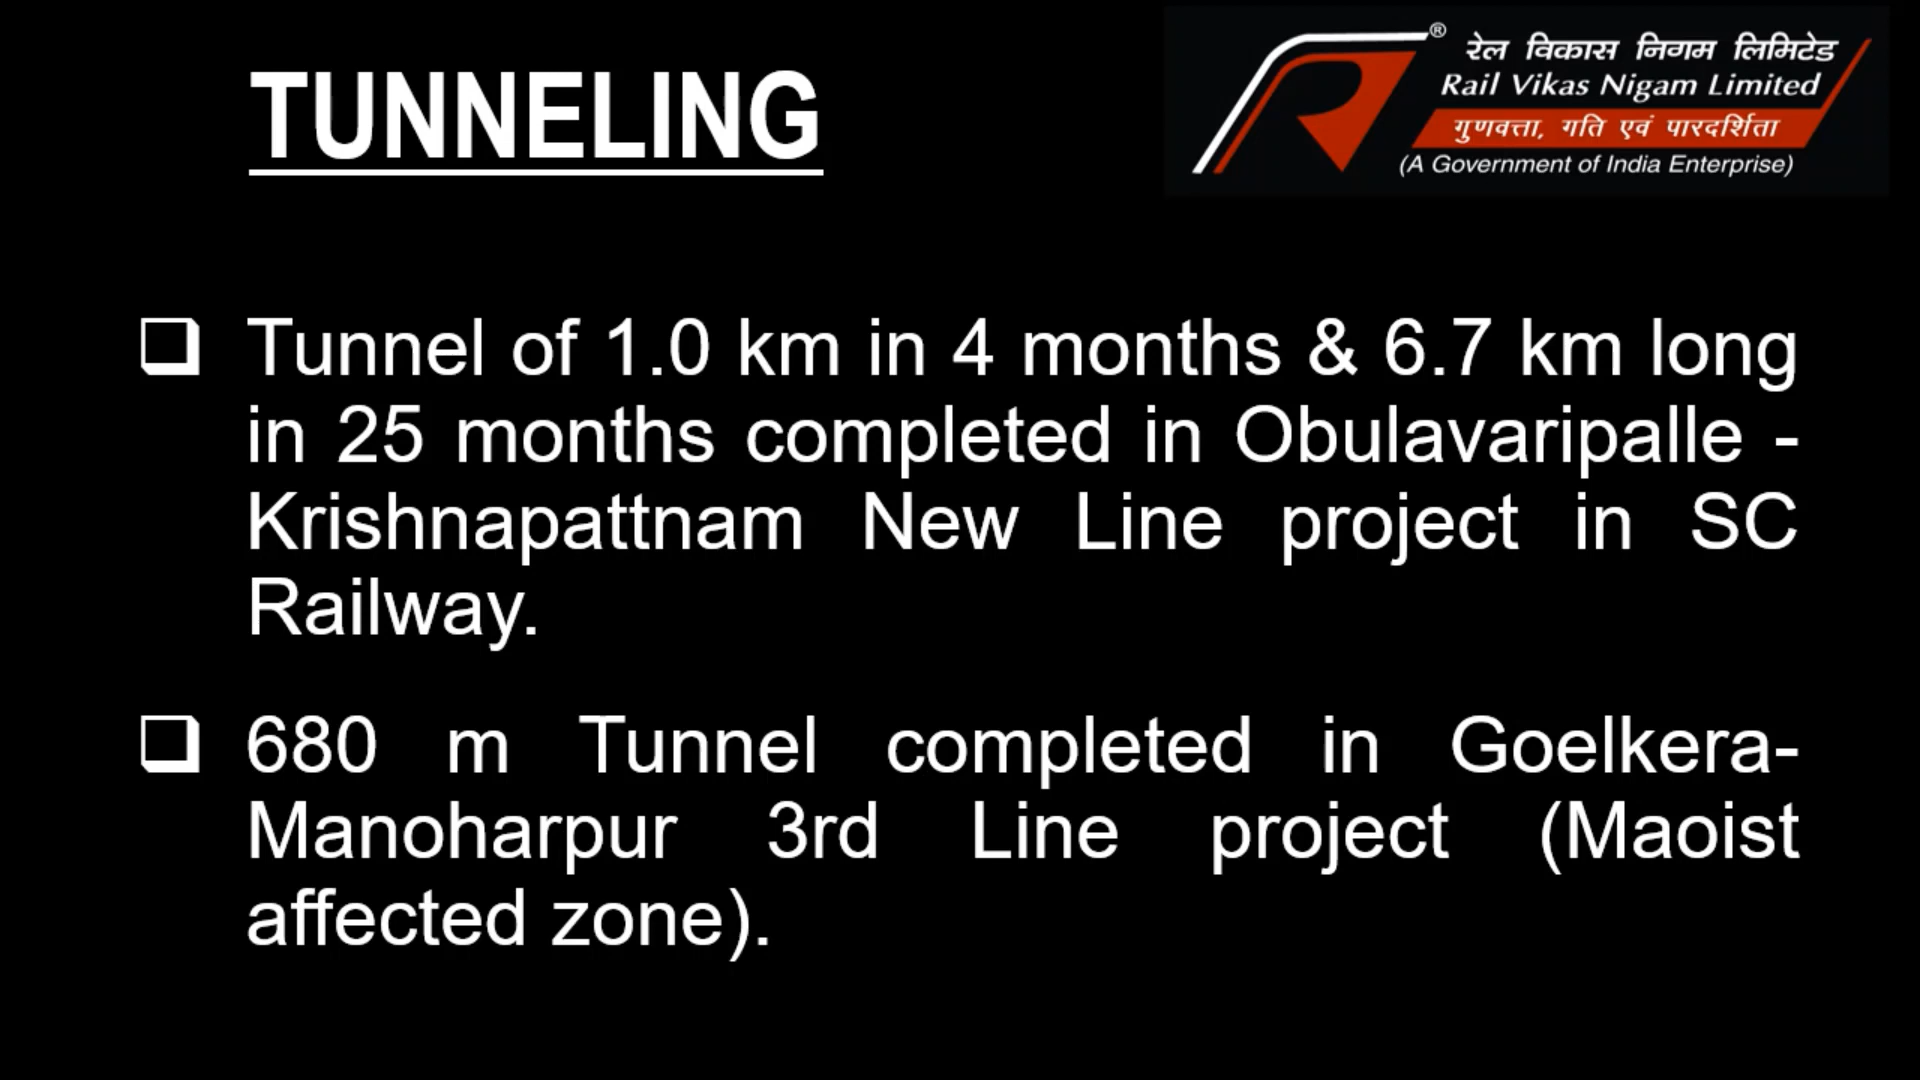 TUNNELING
®
रेल विकास निगम लिमिटेड
Rail Vikas Nigam Limited
गुणवत्ता, गति एवं पारदर्शिता
(A Government of India Enterprise)
Tunnel of 1.0 km in 4 months & 6.7 km long
in 25 months completed in Obulavaripalle -
Krishnapattnam New Line project in SC
Railway.
680 m Tunnel completed in Goelkera-
Manoharpur 3rd Line project (Maoist
affected zone).